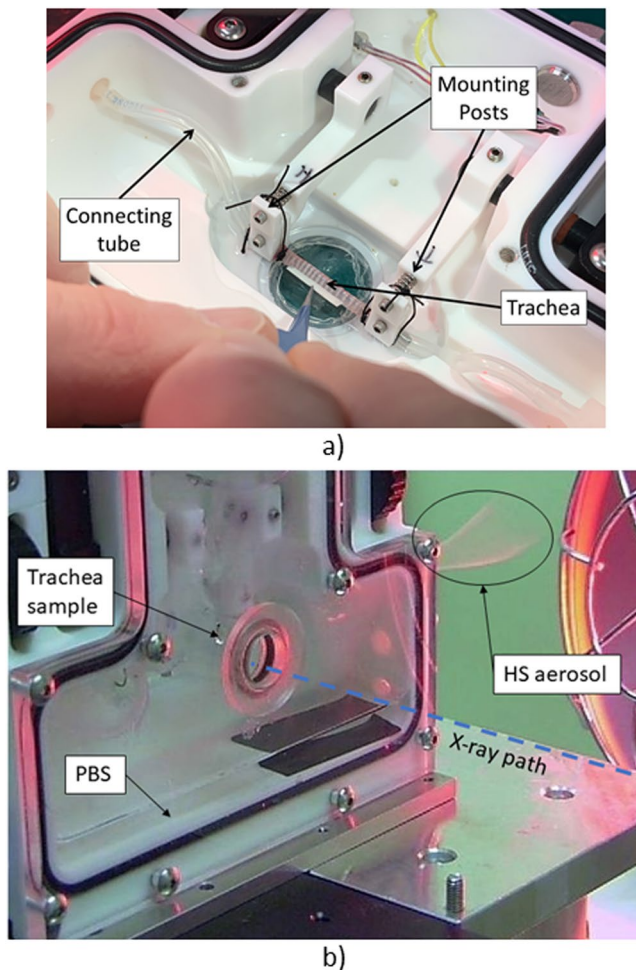 Mounting
Posts
Connecting
tube
Trachea
a)
Trachea
sample
HS aerosol
X-ray path
PBS
b)